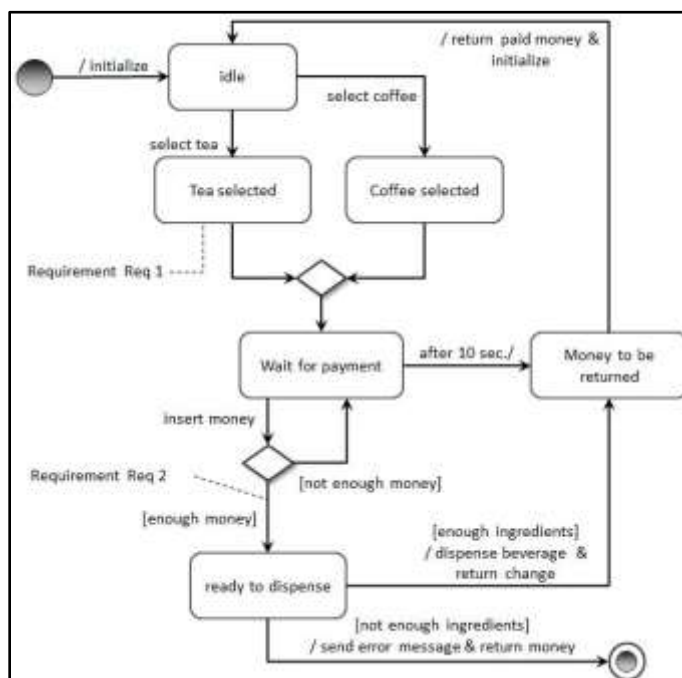 / return paid money &
initialize
/ initialize
idle
select coffee
select tea
Tea selected
Coffee selected
Requirement Req 1
Wait for payment
after 10 sec./
Money to be
returned
insert money
Requirement Req 2
[not enough money]
[enough money]
[enough ingredients]
/ dispense beverage &
return change
ready to dispense
[not enough ingredients]
/ send error message & return money